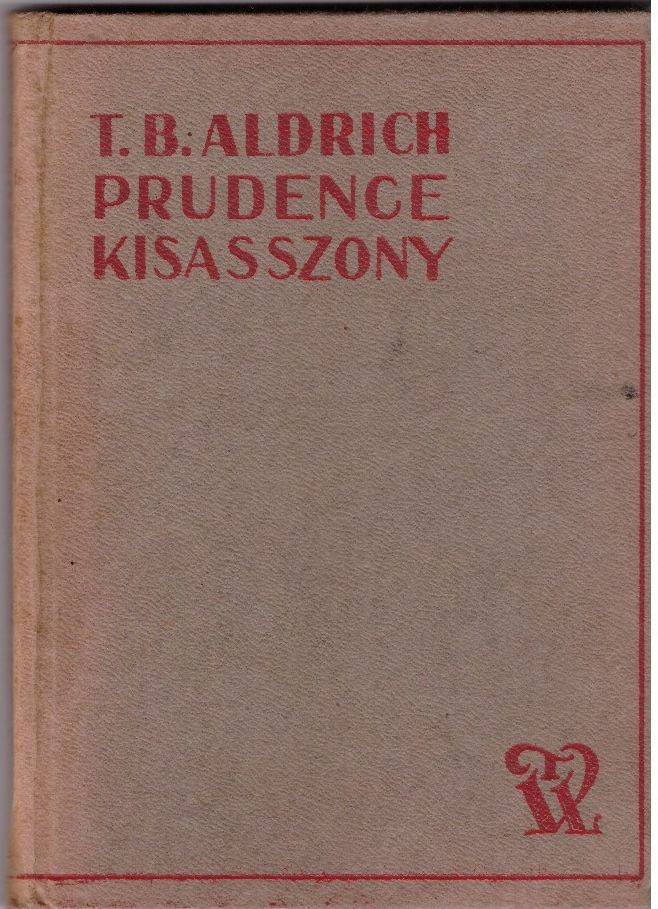 T. B. ALDRICH
PRUDENCE
KISASSZONY